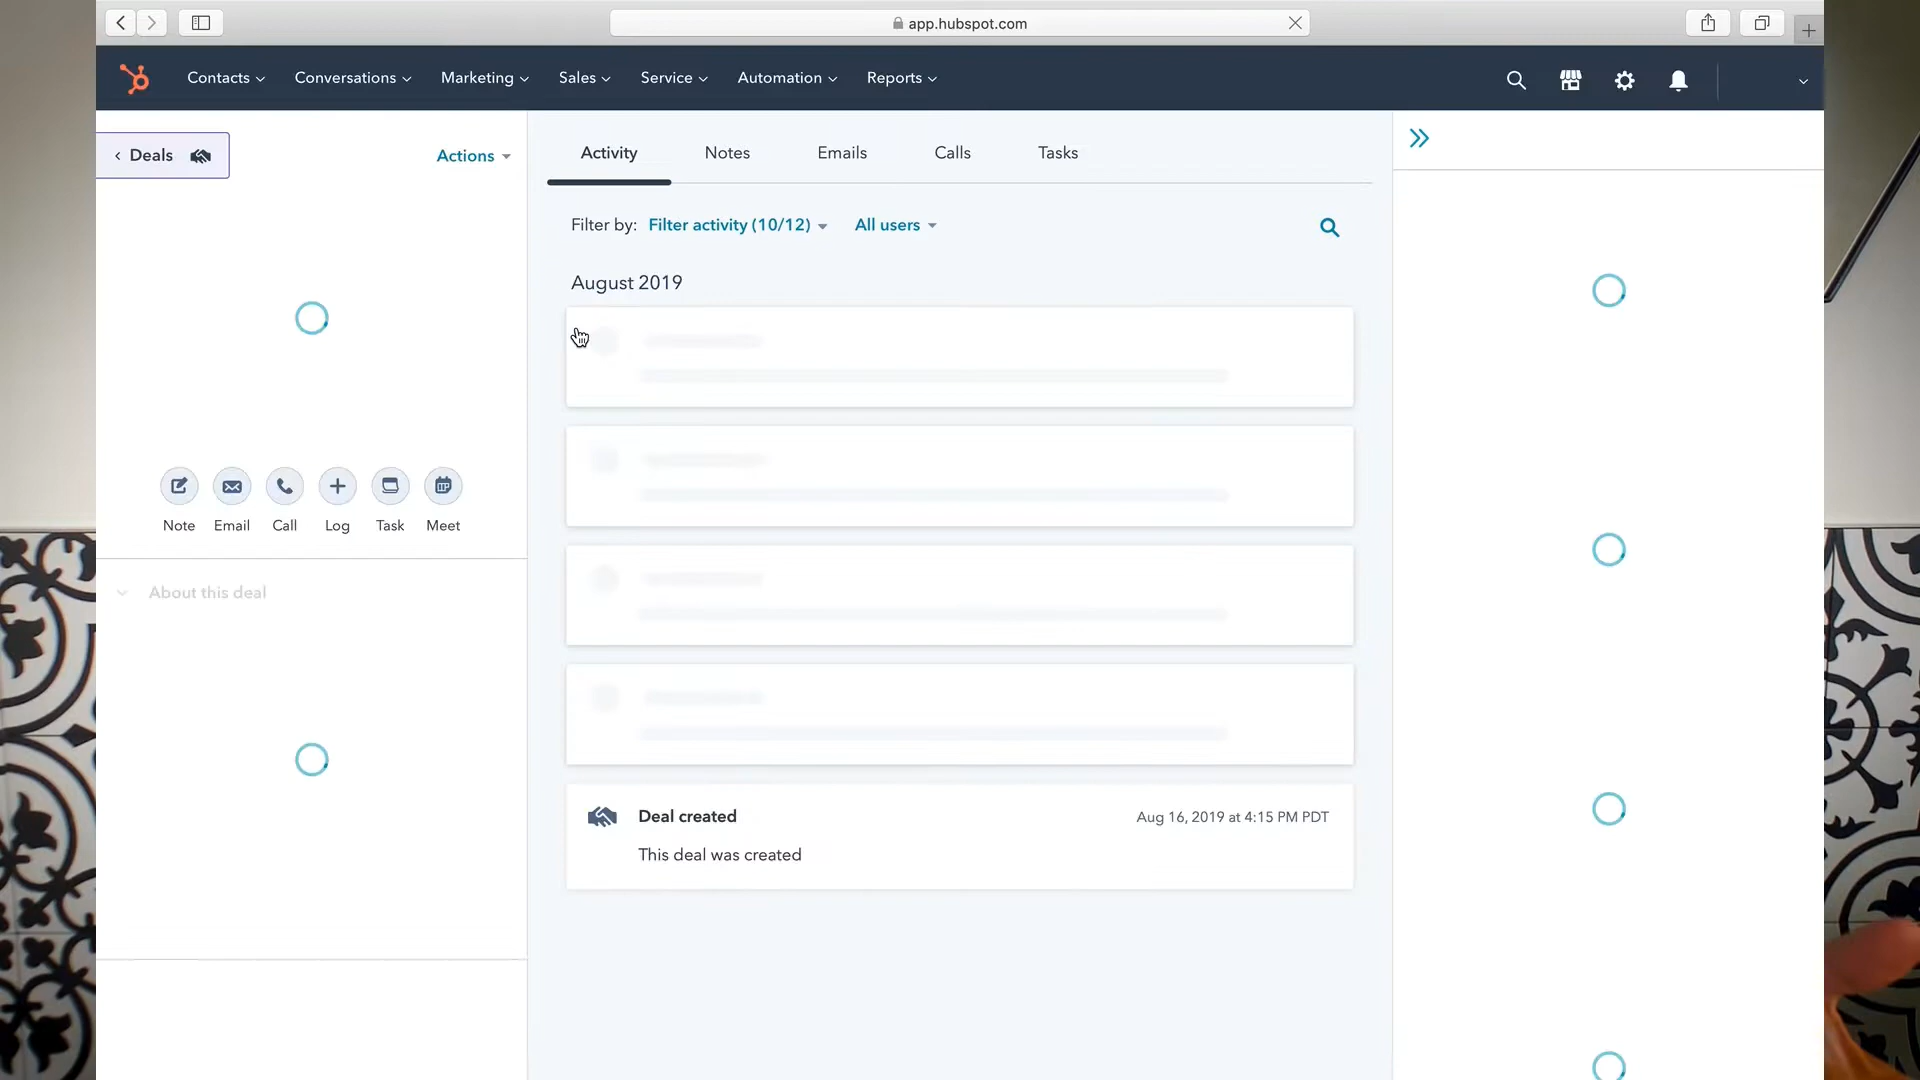 app.hubspot.com
Contacts Conversations Marketing Sales Service Automation Reports
Deals
Actions
Activity Notes Emails Calls Tasks
Filter by: Filter activity (10/12) All users
August 2019
Note Email Call Log Task Meet
About this deal
Deal created
Aug 16, 2019 at 4:15 PM PDT
This deal was created